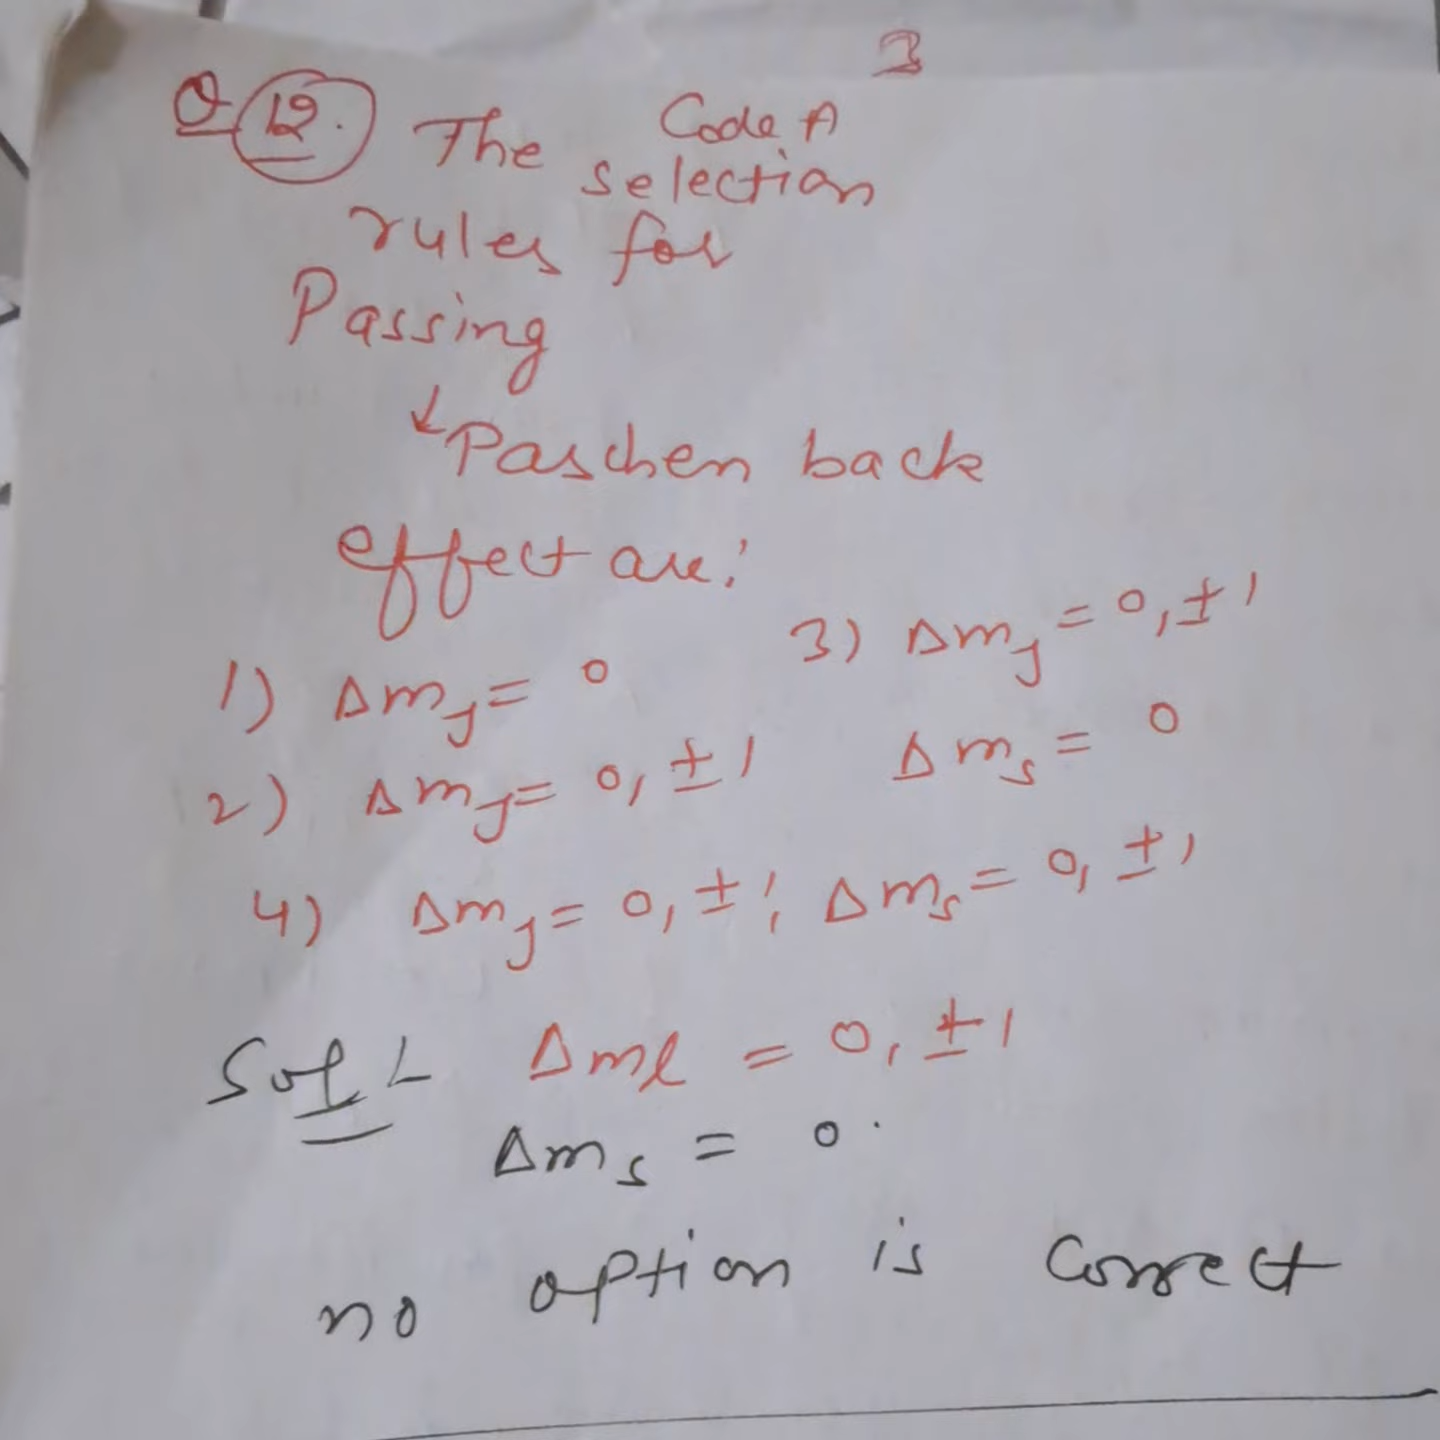 3
Q 12. The Code A
selection
rules for
Passing
↙ Paschen back
effect are:
1) Δm_J = 0
3) Δm_J = 0, ±1
Δm_s = 0
2) Δm_J = 0, ±1
4) Δm_J = 0, ±1; Δm_s = 0, ±1
Sol L Δml = 0, ±1
Δm_s = 0.
no option is correct